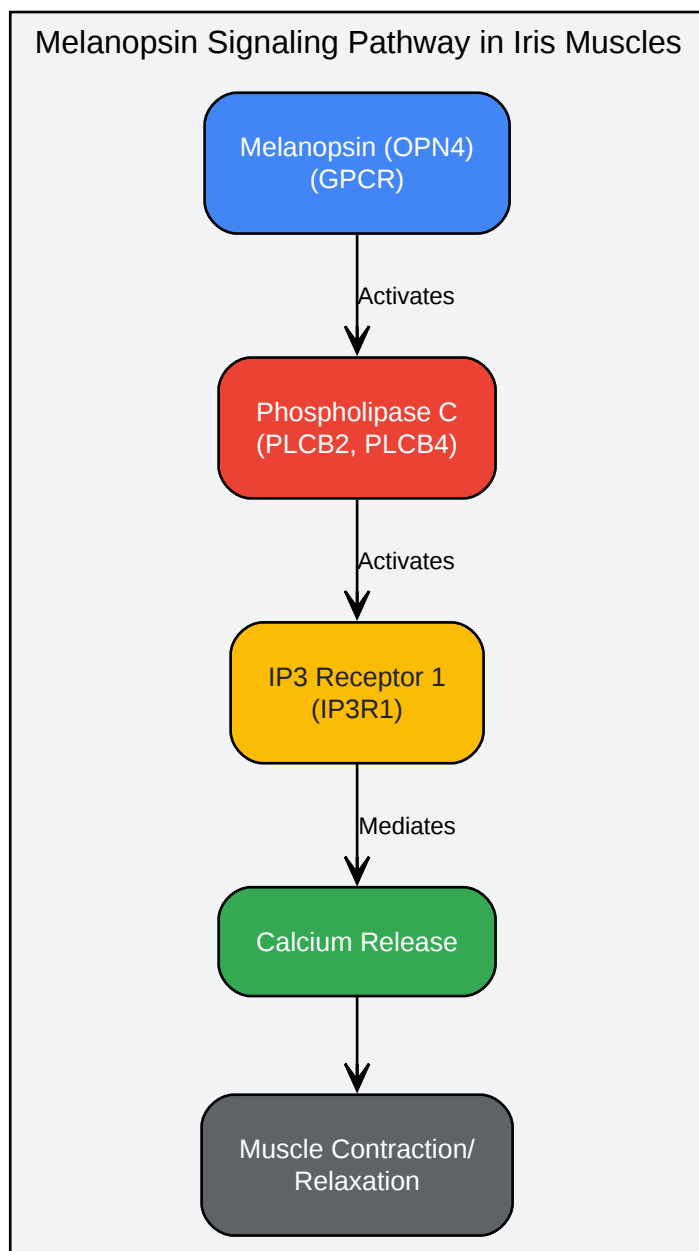 Melanopsin Signaling Pathway in Iris Muscles
Melanopsin (OPN4)
(GPCR)
Activates
Phospholipase C
(PLCB2, PLCB4)
Activates
IP3 Receptor 1
(IP3R1)
Mediates
Calcium Release
Muscle Contraction/
Relaxation